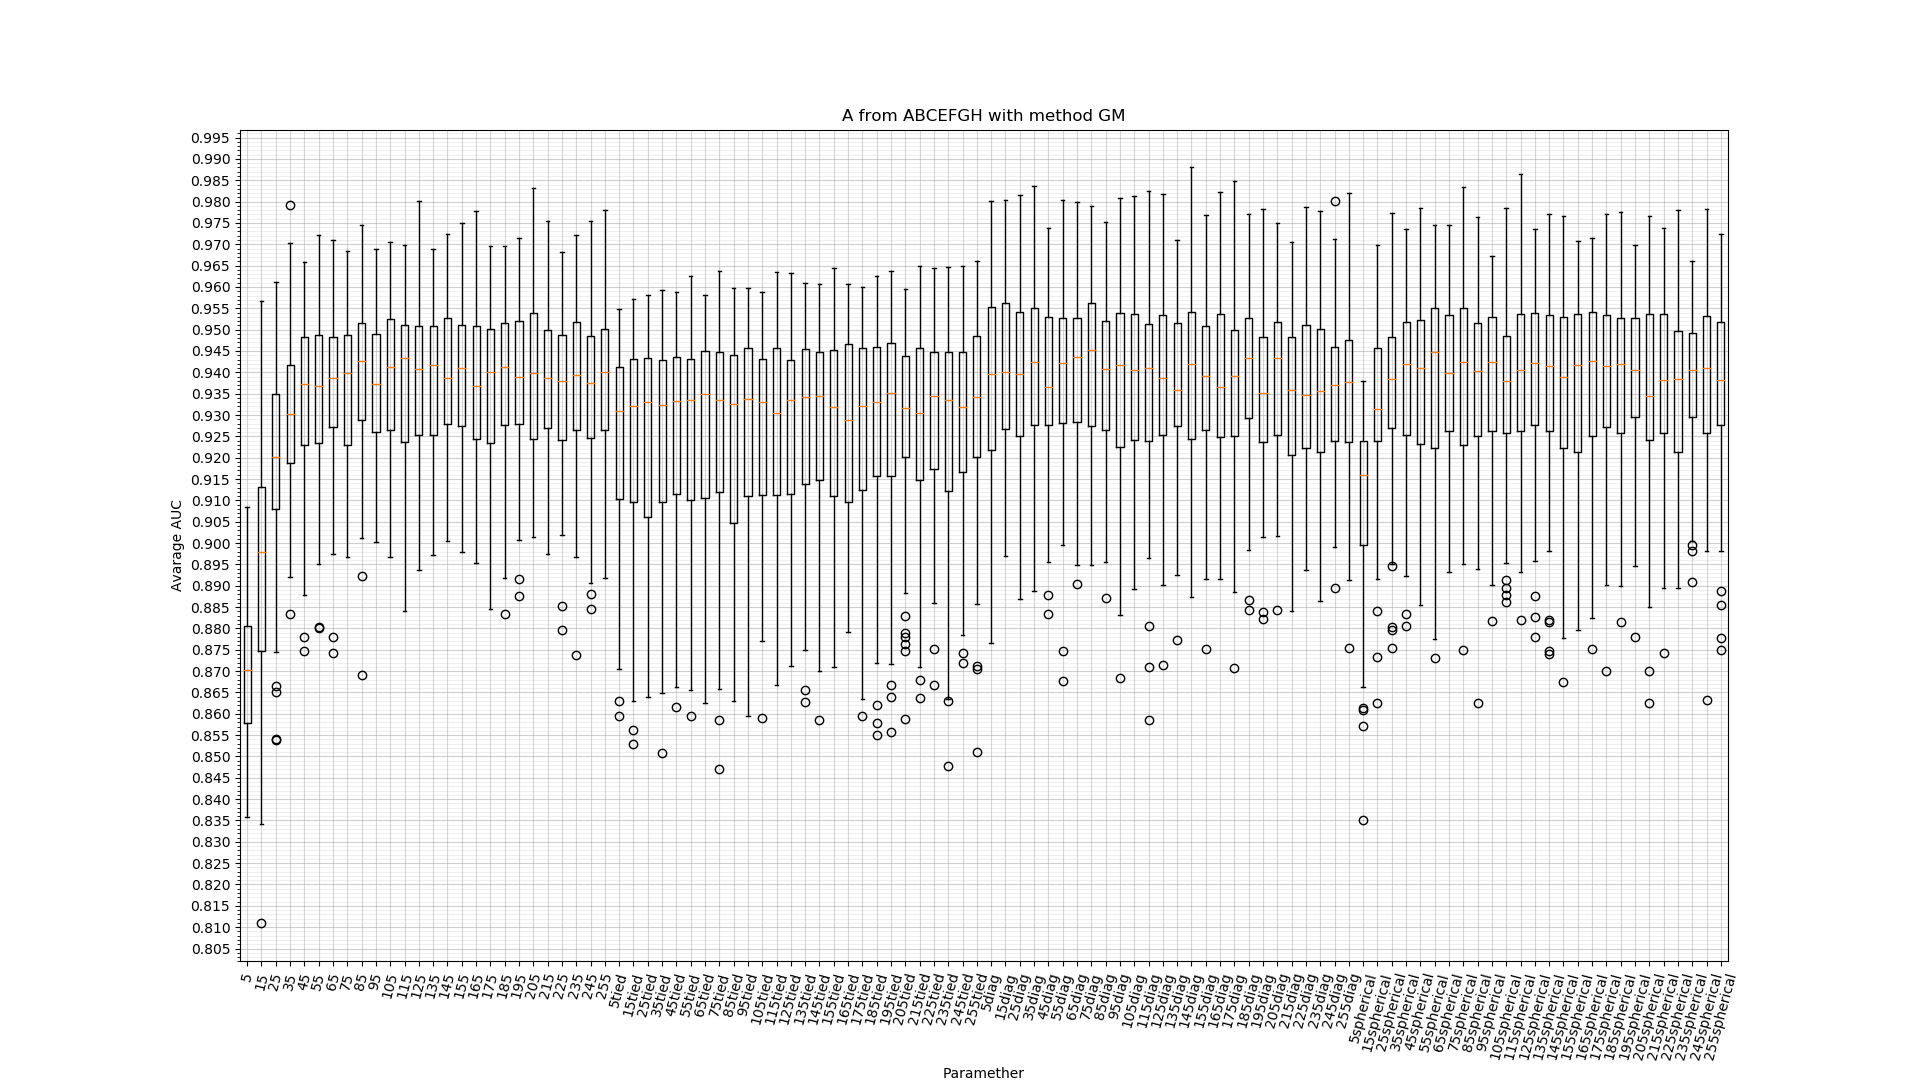 A from ABCEFGH with method GM
0.995
0.990
0.985
0.980
0.975
0.970
0.965
0.960
0.955
0.950
0.945
0.940
0.935
0.930
0.925
0.920
0.915
0.910
0.905
0.900
0.895
0.890
0.885
0.880
0.875
0.870
0.865
0.860
0.855
0.850
0.845
0.840
0.835
0.830
0.825
0.820
0.815
0.810
0.805
Avarage AUC
5
15
25
35
45
55
65
75
85
95
105
115
125
135
145
155
165
175
185
195
205
215
225
235
245
255
5tied
15tied
25tied
35tied
45tied
55tied
65tied
75tied
85tied
95tied
105tied
115tied
125tied
135tied
145tied
155tied
165tied
175tied
185tied
195tied
205tied
215tied
225tied
235tied
245tied
255tied
5diag
15diag
25diag
35diag
45diag
55diag
65diag
75diag
85diag
95diag
105diag
115diag
125diag
135diag
145diag
155diag
165diag
175diag
185diag
195diag
205diag
215diag
225diag
235diag
245diag
255diag
5spherical
15spherical
25spherical
35spherical
45spherical
55spherical
65spherical
75spherical
85spherical
95spherical
105spherical
115spherical
125spherical
135spherical
145spherical
155spherical
165spherical
175spherical
185spherical
195spherical
205spherical
215spherical
225spherical
235spherical
245spherical
255spherical
Paramether